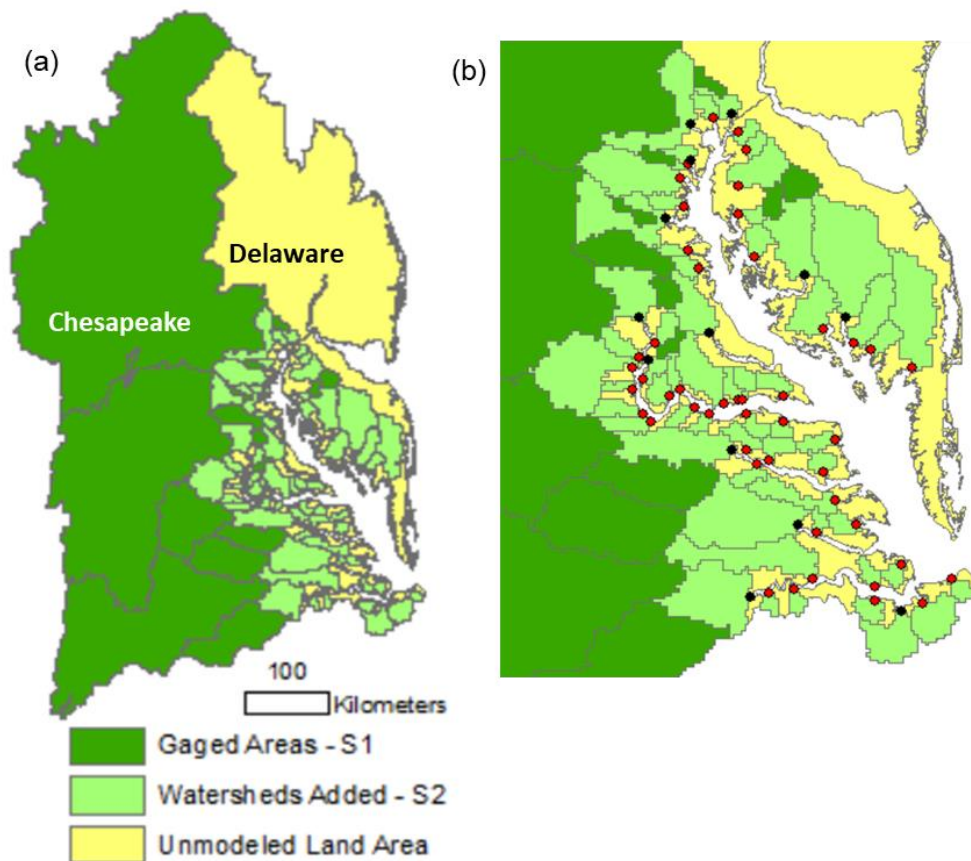 (a)
(b)
Delaware
Chesapeake
100
Kilometers
Gaged Areas - S1
Watersheds Added - S2
Unmodeled Land Area